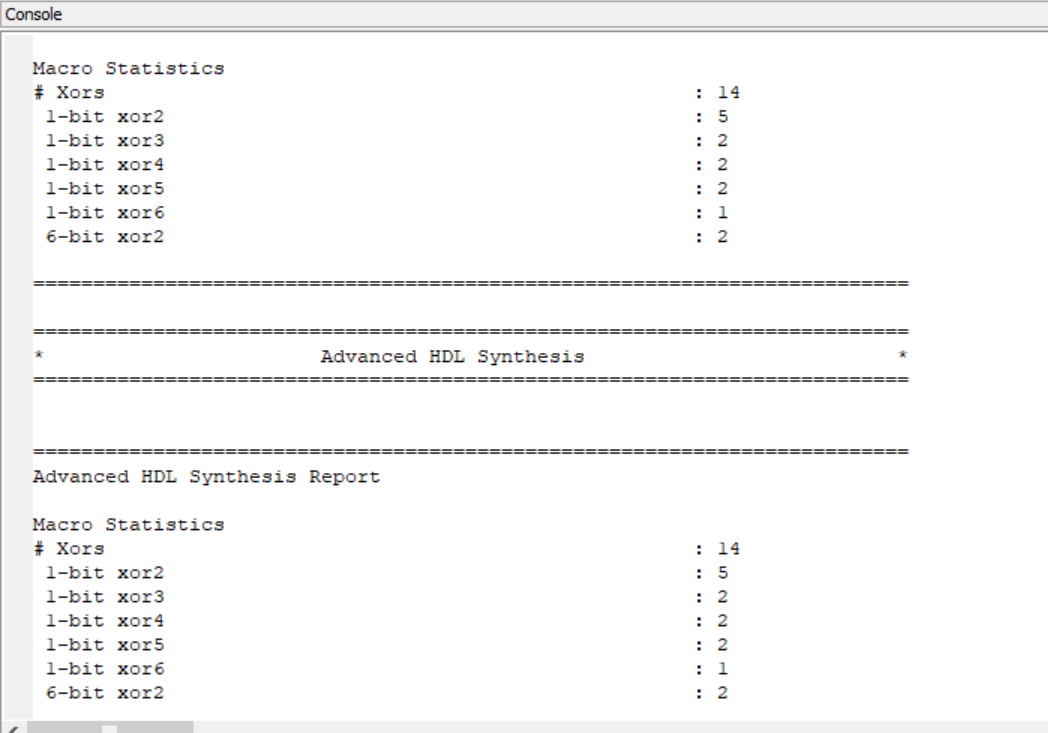 Console
Macro Statistics
# Xors : 14
1-bit xor2 : 5
1-bit xor3 : 2
1-bit xor4 : 2
1-bit xor5 : 2
1-bit xor6 : 1
6-bit xor2 : 2
=========================================================================
=========================================================================
* Advanced HDL Synthesis *
=========================================================================
=========================================================================
Advanced HDL Synthesis Report
Macro Statistics
# Xors : 14
1-bit xor2 : 5
1-bit xor3 : 2
1-bit xor4 : 2
1-bit xor5 : 2
1-bit xor6 : 1
6-bit xor2 : 2